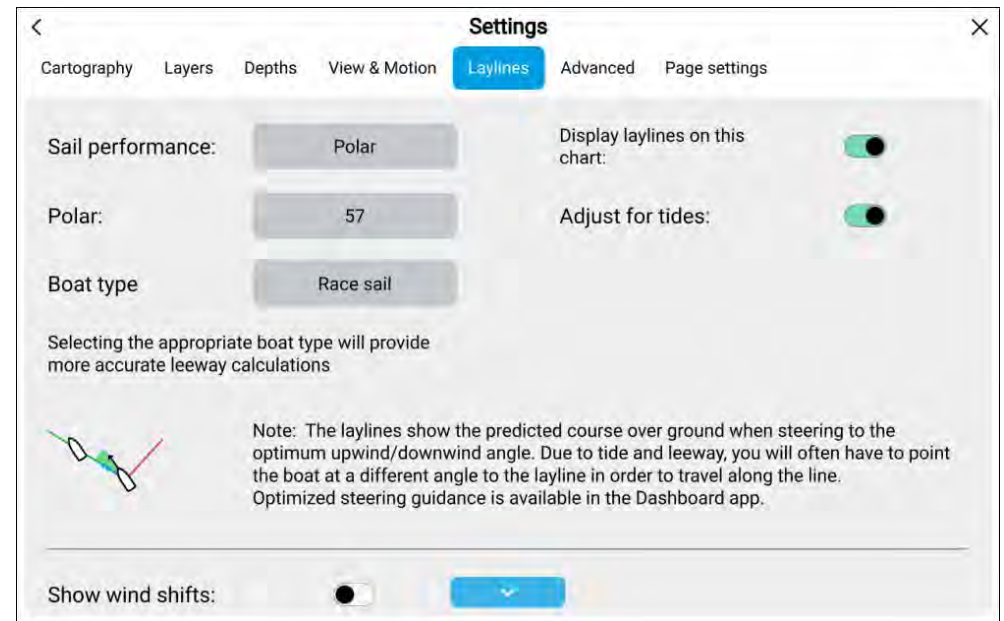 Settings
Cartography Layers Depths View & Motion Laylines Advanced Page settings
Sail performance: Polar
Display laylines on this
chart:
Polar: 57
Adjust for tides:
Boat type Race sail
Selecting the appropriate boat type will provide
more accurate leeway calculations
Note: The laylines show the predicted course over ground when steering to the
optimum upwind/downwind angle. Due to tide and leeway, you will often have to point
the boat at a different angle to the layline in order to travel along the line.
Optimized steering guidance is available in the Dashboard app.
Show wind shifts: